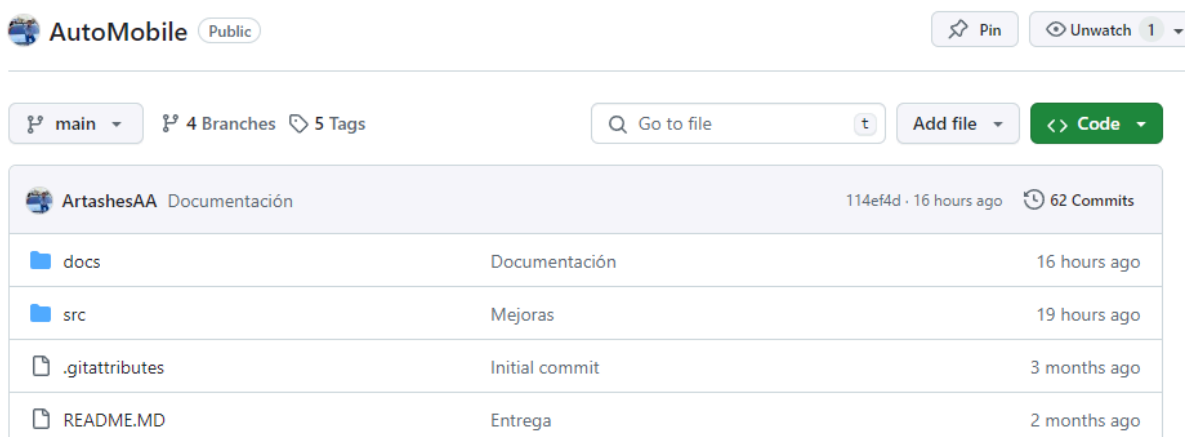 AutoMobile Public Pin Unwatch 1
main 4 Branches 5 Tags Go to file t Add file <> Code
ArtashesAA Documentación 114ef4d · 16 hours ago 62 Commits
docs Documentación 16 hours ago
src Mejoras 19 hours ago
.gitattributes Initial commit 3 months ago
README.MD Entrega 2 months ago